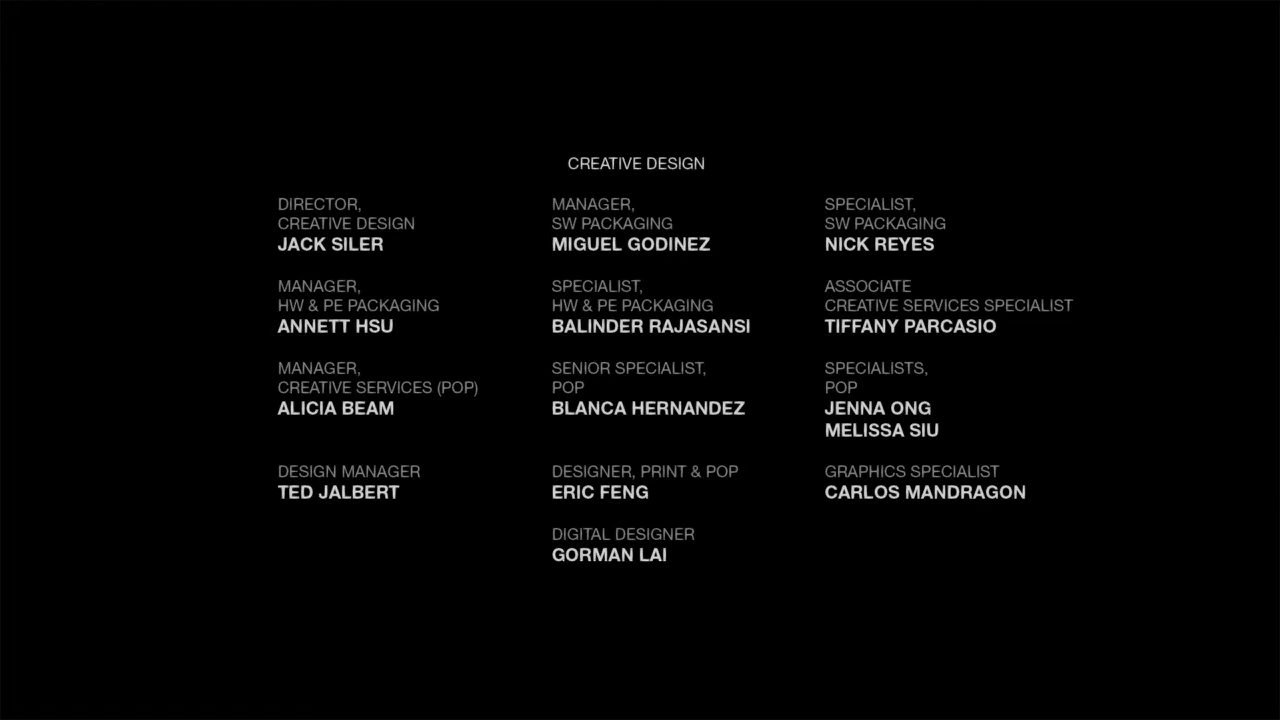 CREATIVE DESIGN
DIRECTOR,
CREATIVE DESIGN
JACK SILER
MANAGER,
SW PACKAGING
MIGUEL GODINEZ
SPECIALIST,
SW PACKAGING
NICK REYES
MANAGER,
HW & PE PACKAGING
ANNETT HSU
SPECIALIST,
HW & PE PACKAGING
BALINDER RAJASANSI
ASSOCIATE
CREATIVE SERVICES SPECIALIST
TIFFANY PARCASIO
MANAGER,
CREATIVE SERVICES (POP)
ALICIA BEAM
SENIOR SPECIALIST,
POP
BLANCA HERNANDEZ
SPECIALISTS,
POP
JENNA ONG
MELISSA SIU
DESIGN MANAGER
TED JALBERT
DESIGNER, PRINT & POP
ERIC FENG
GRAPHICS SPECIALIST
CARLOS MANDRAGON
DIGITAL DESIGNER
GORMAN LAI